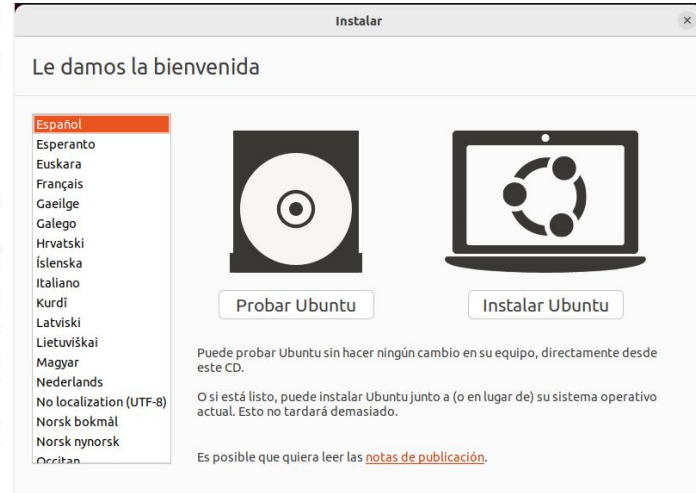 Instalar
Le damos la bienvenida
Español
Esperanto
Euskara
Français
Gaeilge
Galego
Hrvatski
Íslenska
Italiano
Kurdî
Latviski
Lietuviškai
Magyar
Nederlands
No localization (UTF-8)
Norsk bokmål
Norsk nynorsk
Occitan
Probar Ubuntu
Instalar Ubuntu
Puede probar Ubuntu sin hacer ningún cambio en su equipo, directamente desde
este CD.
O si está listo, puede instalar Ubuntu junto a (o en lugar de) su sistema operativo
actual. Esto no tardará demasiado.
Es posible que quiera leer las notas de publicación.